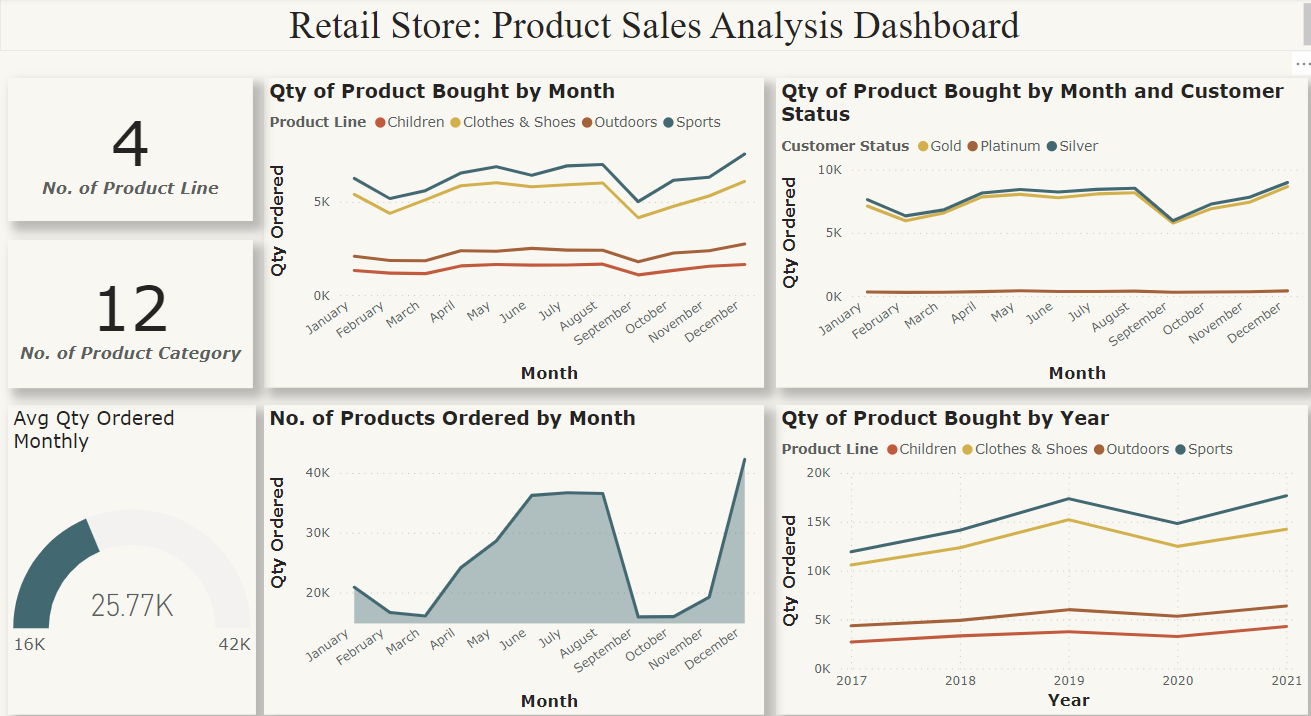 Retail Store: Product Sales Analysis Dashboard
4
No. of Product Line
12
No. of Product Category
Avg Qty Ordered
Monthly
25.77K
16K
42K
Qty of Product Bought by Month
Product Line Children Clothes & Shoes Outdoors Sports
Qty Ordered
5K
0K
January
February
March
April
May
June
July
August
September
October
November
December
Month
Qty of Product Bought by Month and Customer
Status
Customer Status Gold Platinum Silver
Qty Ordered
10K
5K
0K
January
February
March
April
May
June
July
August
September
October
November
December
Month
No. of Products Ordered by Month
Qty Ordered
40K
30K
20K
January
February
March
April
May
June
July
August
September
October
November
December
Month
Qty of Product Bought by Year
Product Line Children Clothes & Shoes Outdoors Sports
Qty Ordered
20K
15K
10K
5K
0K
2017 2018 2019 2020 2021
Year